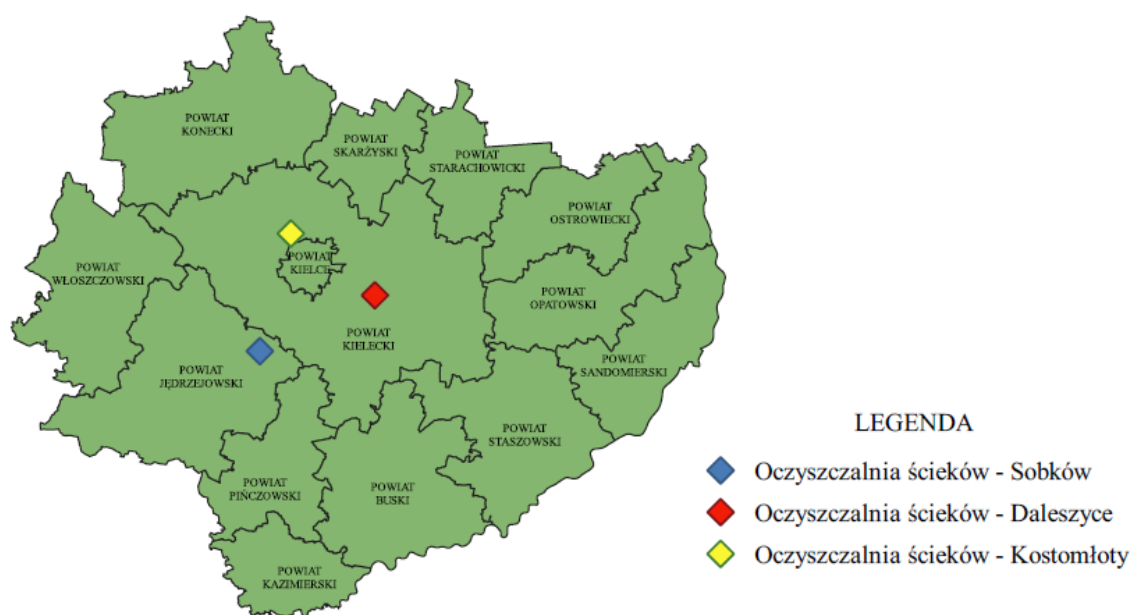 POWIAT
KONECKI
POWIAT
SKARŻYSKI
POWIAT
STARACHOWICKI
POWIAT
OSTROWIECKI
POWIAT
WŁOSZCZOWSKI
POWIAT
KIELCE
POWIAT
OPATOWSKI
POWIAT
KIELECKI
POWIAT
JĘDRZEJOWSKI
POWIAT
SANDOMIERSKI
POWIAT
STASZOWSKI
POWIAT
PIŃCZOWSKI
POWIAT
BUSKI
POWIAT
KAZIMIERSKI
LEGENDA
Oczyszczalnia ścieków - Sobków
Oczyszczalnia ścieków - Daleszyce
Oczyszczalnia ścieków - Kostomłoty